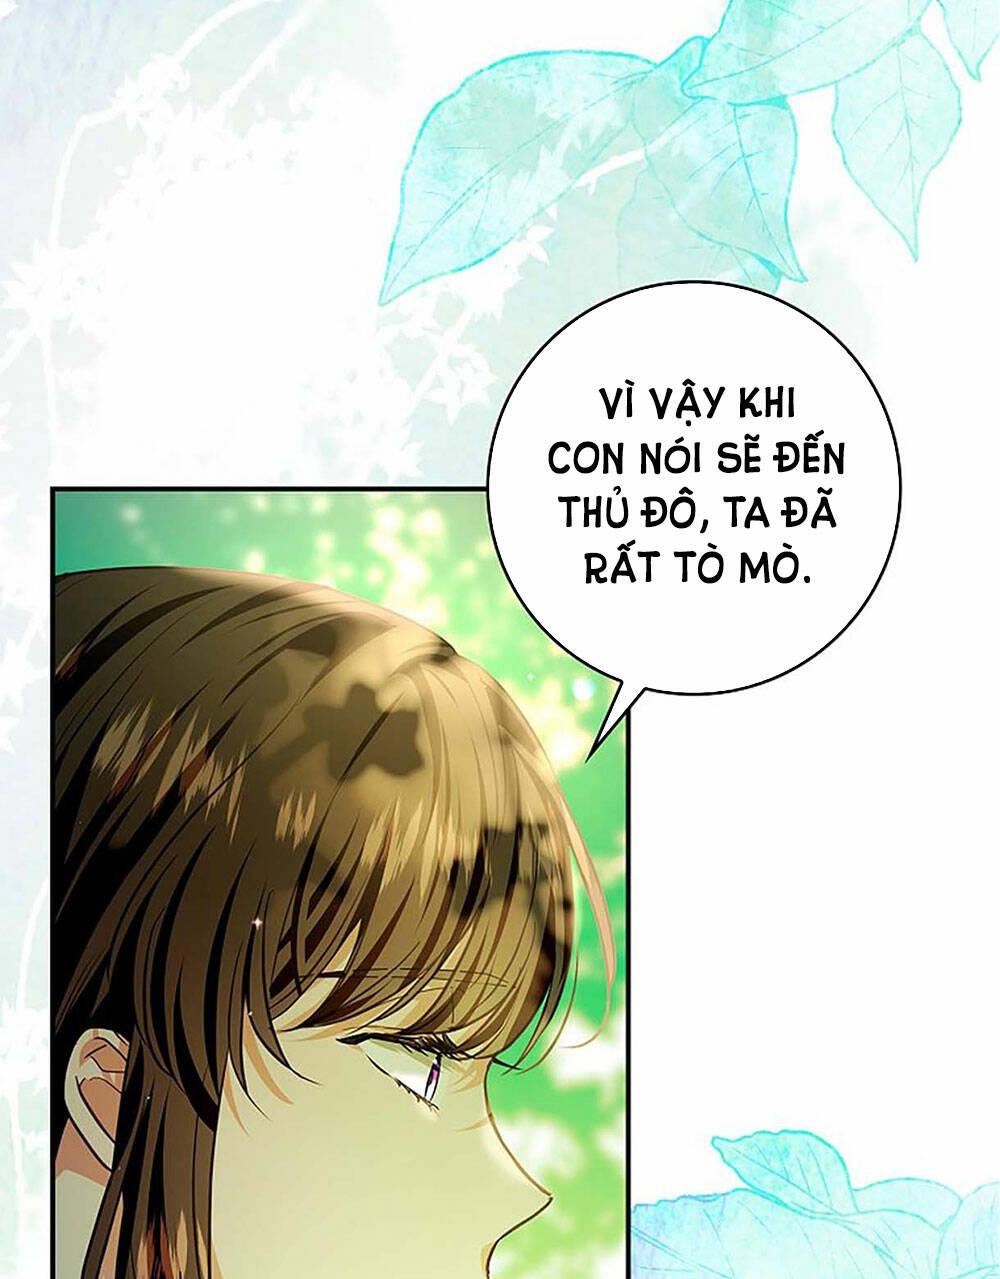 VÌ VẬY KHI
CON NÓI SẼ ĐẾN
THỦ ĐÔ, TA ĐÃ
RẤT TÒ MÒ.